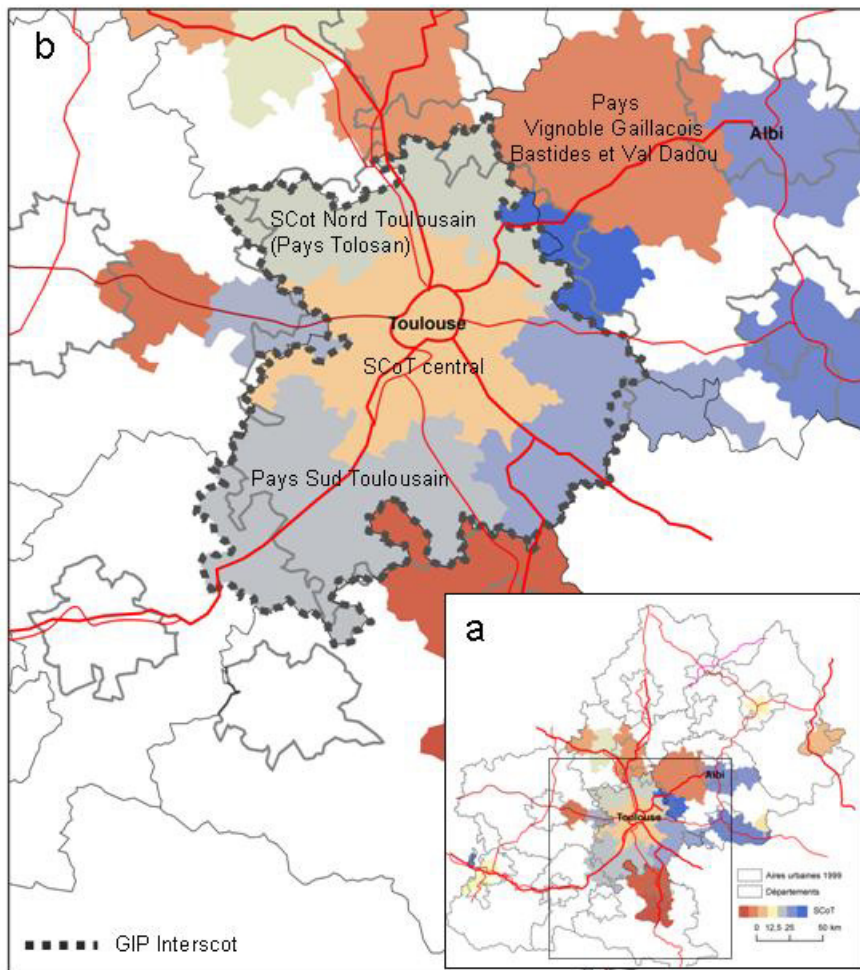 b
Pays
Vignoble Gaillacois
Bastides et Val Dadou
Albi
SCot Nord Toulousain
(Pays Tolosan)
Toulouse
SCoT central
Pays Sud Toulousain
GIP Interscot
a
Albi
Toulouse
Aires urbaines 1999
Départements
SCoT
0 12,5 25 50 km